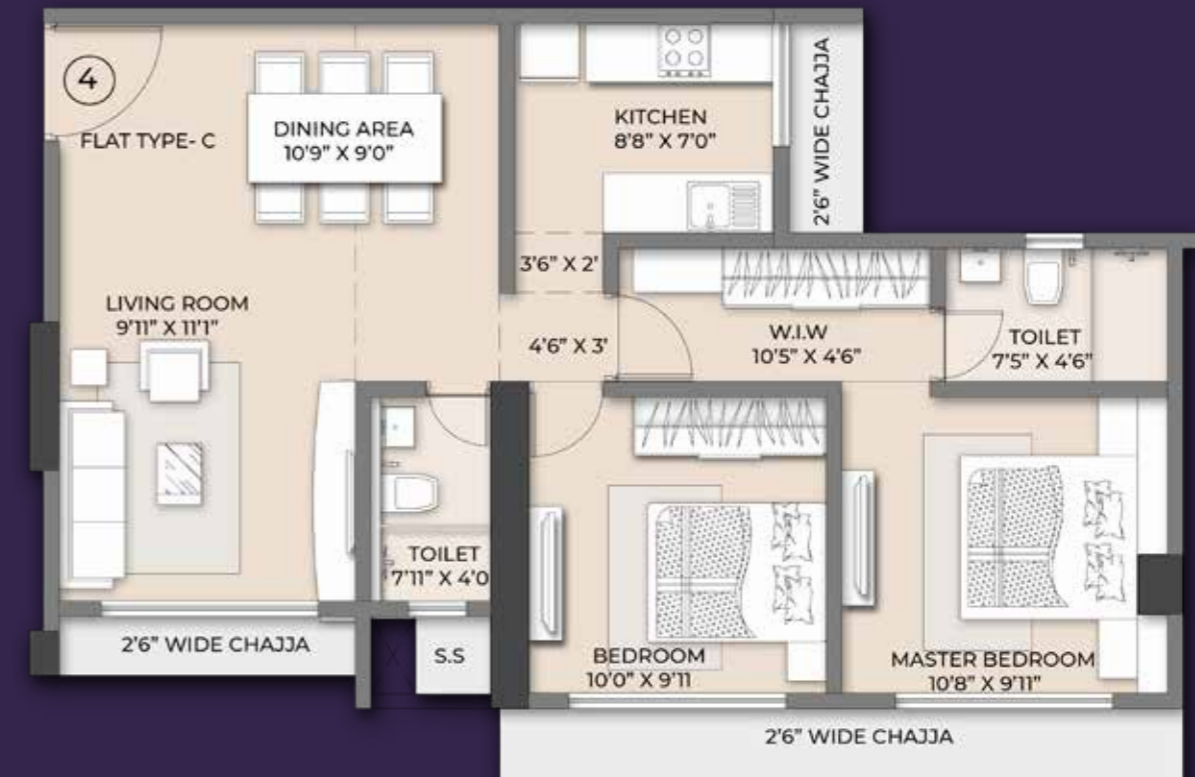 4
FLAT TYPE- C
DINING AREA
10'9" X 9'0"
KITCHEN
8'8" X 7'0"
2'6" WIDE CHAJJA
3'6" X 2'
LIVING ROOM
9'11" X 11'1"
4'6" X 3'
W.I.W
10'5" X 4'6"
TOILET
7'5" X 4'6"
TOILET
7'11" X 4'0
2'6" WIDE CHAJJA
S.S
BEDROOM
10'0" X 9'11
MASTER BEDROOM
10'8" X 9'11"
2'6" WIDE CHAJJA